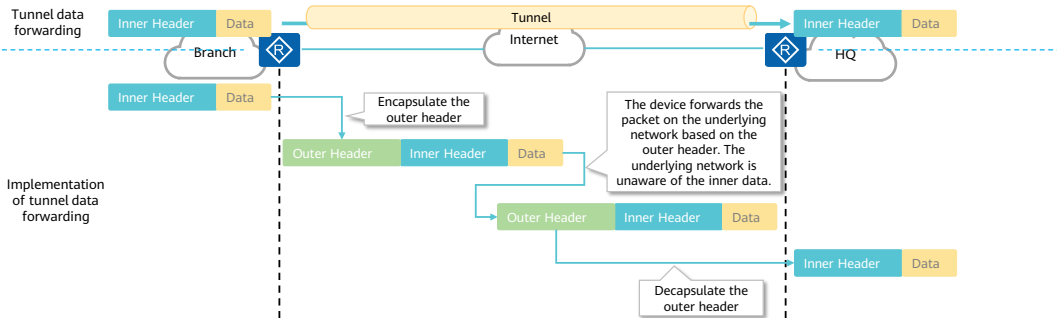 Tunnel data
forwarding
Inner Header Data
Tunnel
Inner Header Data
Branch
R
Internet
R
HQ
Inner Header Data
Encapsulate the
outer header
The device forwards the
packet on the underlying
network based on the
outer header. The
underlying network is
unaware of the inner data.
Outer Header Inner Header Data
Implementation
of tunnel data
forwarding
Outer Header Inner Header Data
Inner Header Data
Decapsulate the
outer header